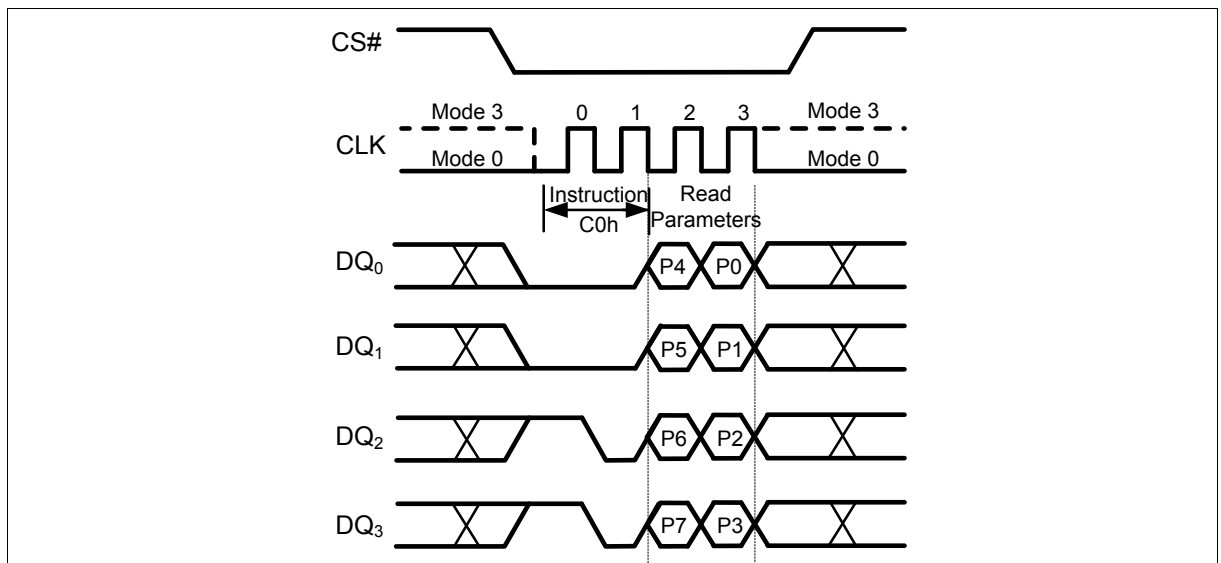 CS#
Mode 3 0 1 2 3 Mode 3
CLK
Mode 0 Mode 0
Instruction Read
C0h Parameters
DQ0 P4 P0
DQ1 P5 P1
DQ2 P6 P2
DQ3 P7 P3